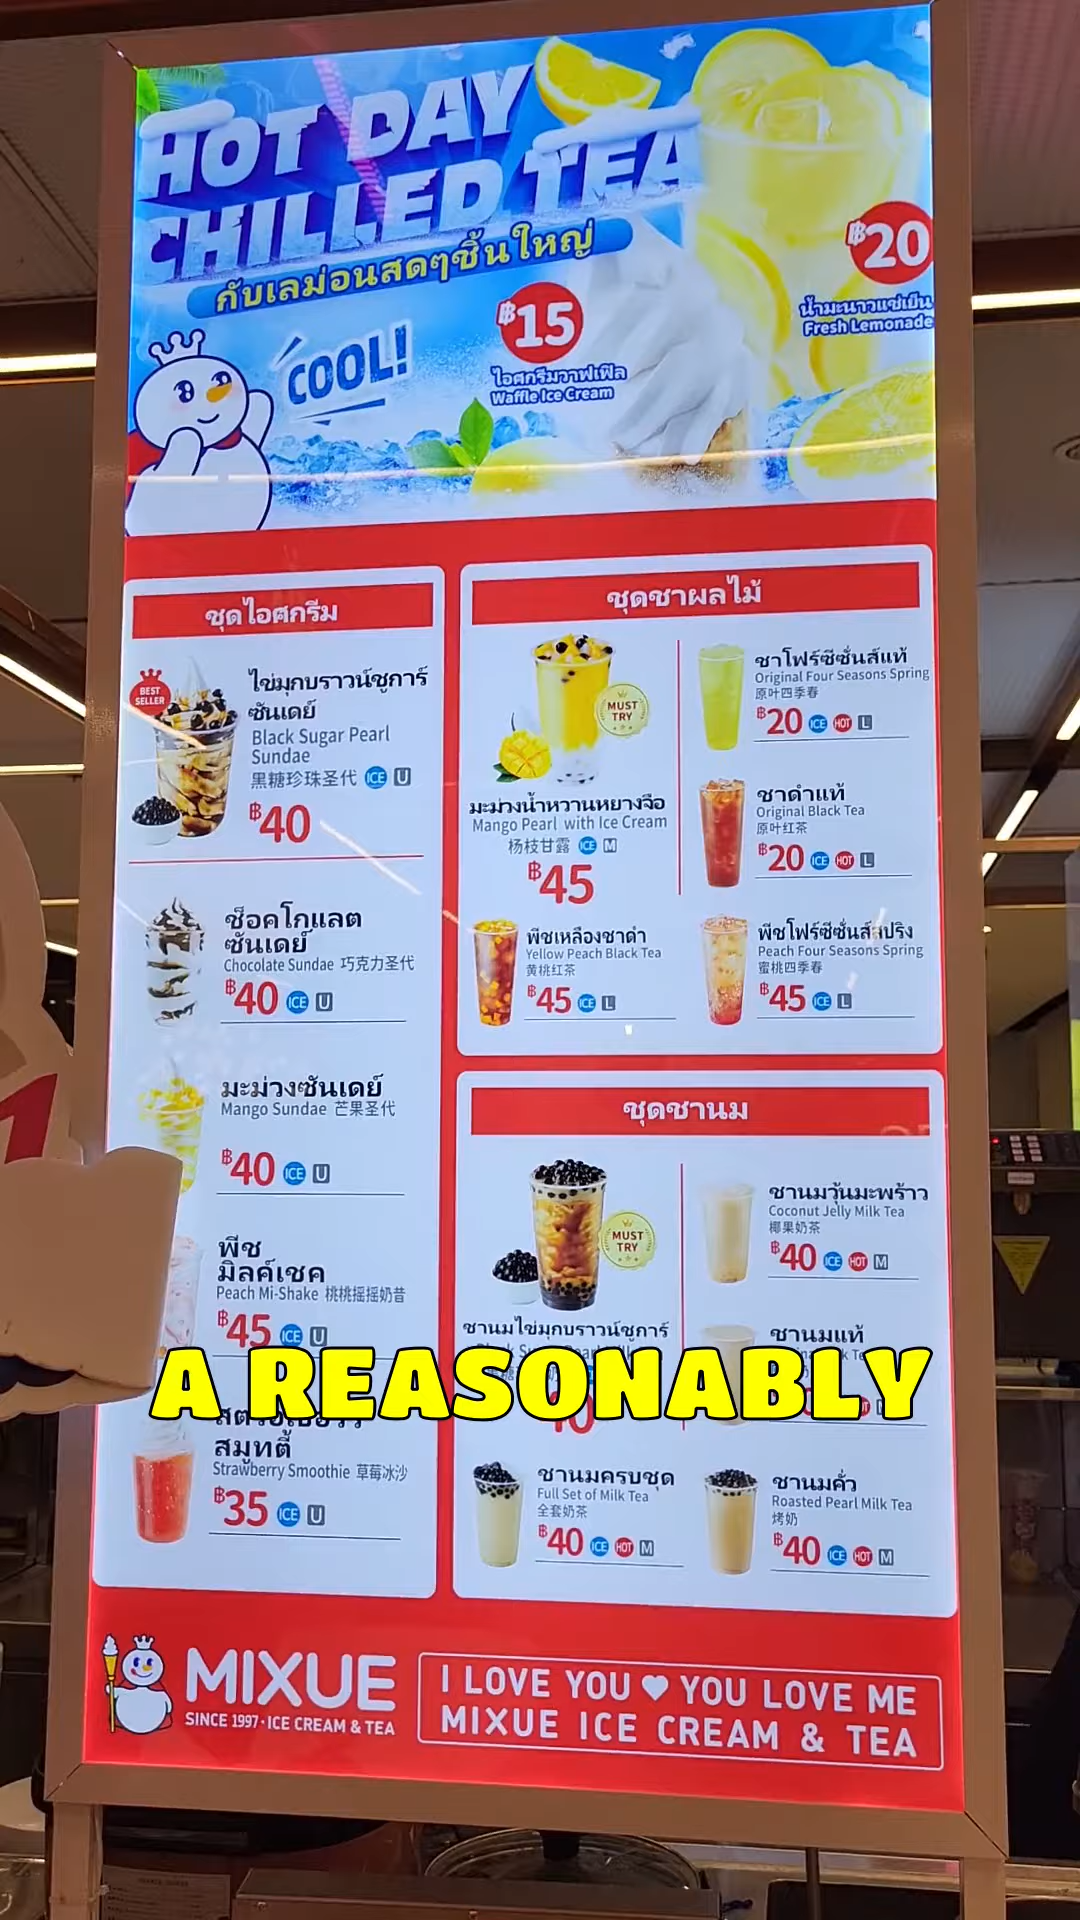 HOT DAY
CHILLED TEA
กับเลม่อนสดๆชิ้นใหญ่
COOL!
฿15
ไอศกรีมวาฟเฟิล
Waffle Ice Cream
฿20
น้ำมะนาวแช่เย็น
Fresh Lemonade
ชุดไอศกรีม
BEST
SELLER
ไข่มุกบราวน์ชูการ์
ซันเดย์
Black Sugar Pearl
Sundae
黑糖珍珠圣代 ICE U
฿40
ช็อคโกแลต
ซันเดย์
Chocolate Sundae 巧克力圣代
฿40 ICE U
มะม่วงซันเดย์
Mango Sundae 芒果圣代
฿40 ICE U
พีช
มิลค์เชค
Peach Mi-Shake 桃桃摇摇奶昔
฿45 ICE U
สมูทตี้
Strawberry Smoothie 草莓冰沙
฿35 ICE U
ชุดชาผลไม้
MUST
TRY
มะม่วงน้ำหวานหยางจือ
Mango Pearl with Ice Cream
杨枝甘露 ICE M
฿45
ชาโฟร์ซีซั่นส์แท้
Original Four Seasons Spring
原叶四季春
฿20 ICE HOT L
ชาดำแท้
Original Black Tea
原叶红茶
฿20 ICE HOT L
พีชเหลืองชาดำ
Yellow Peach Black Tea
黄桃红茶
฿45 ICE L
พีชโฟร์ซีซั่นส์สปริง
Peach Four Seasons Spring
蜜桃四季春
฿45 ICE L
ชุดชานม
MUST
TRY
ชานมไข่มุกบราวน์ชูการ์
ชานมวุ้นมะพร้าว
Coconut Jelly Milk Tea
椰果奶茶
฿40 ICE HOT M
ชานมแท้
A REASONABLY
ชานมครบชุด
Full Set of Milk Tea
全套奶茶
฿40 ICE HOT M
ชานมคั่ว
Roasted Pearl Milk Tea
烤奶
฿40 ICE HOT M
MIXUE
SINCE 1997·ICE CREAM & TEA
I LOVE YOU ♥ YOU LOVE ME
MIXUE ICE CREAM & TEA